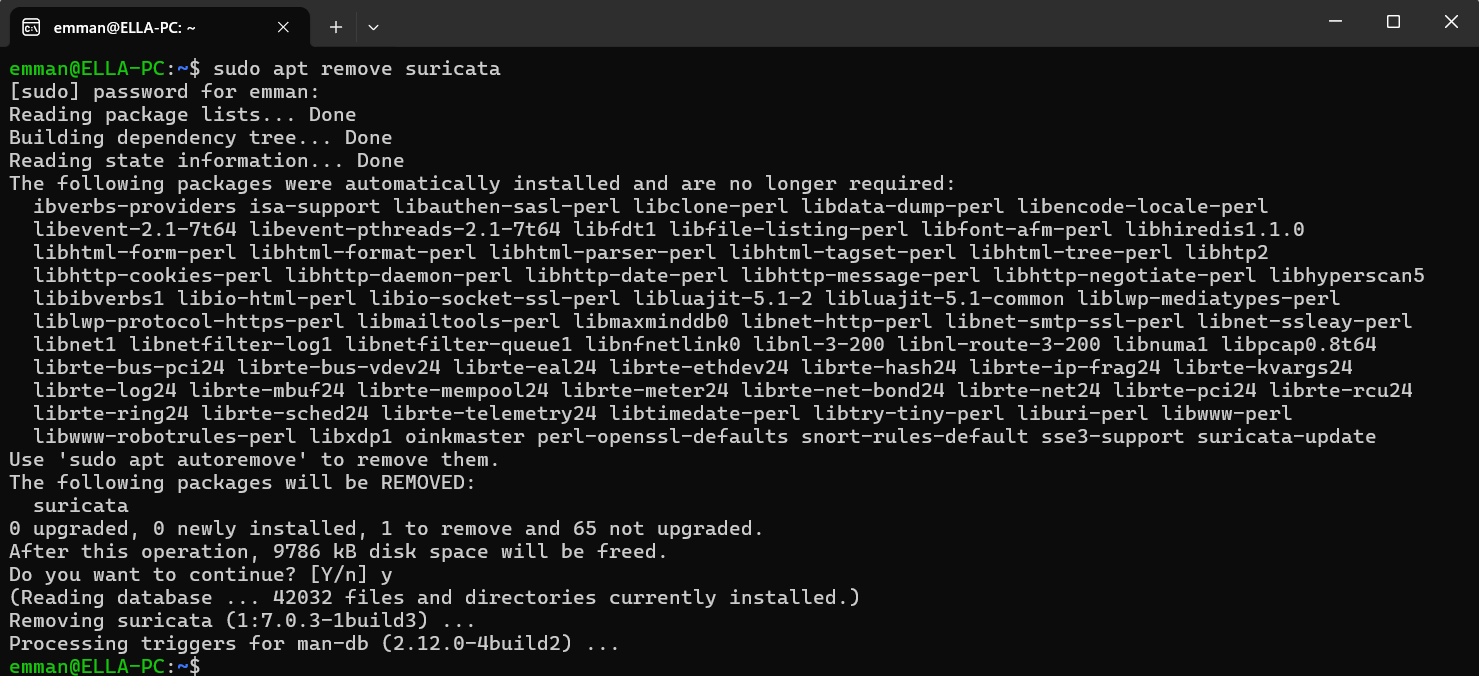 emman@ELLA-PC: ~
emman@ELLA-PC:~$ sudo apt remove suricata
[sudo] password for emman:
Reading package lists... Done
Building dependency tree... Done
Reading state information... Done
The following packages were automatically installed and are no longer required:
  ibverbs-providers isa-support libauthen-sasl-perl libclone-perl libdata-dump-perl libencode-locale-perl
  libevent-2.1-7t64 libevent-pthreads-2.1-7t64 libfdt1 libfile-listing-perl libfont-afm-perl libhiredis1.1.0
  libhtml-form-perl libhtml-format-perl libhtml-parser-perl libhtml-tagset-perl libhtml-tree-perl libhtp2
  libhttp-cookies-perl libhttp-daemon-perl libhttp-date-perl libhttp-message-perl libhttp-negotiate-perl libhyperscan5
  libibverbs1 libio-html-perl libio-socket-ssl-perl libluajit-5.1-2 libluajit-5.1-common liblwp-mediatypes-perl
  liblwp-protocol-https-perl libmailtools-perl libmaxminddb0 libnet-http-perl libnet-smtp-ssl-perl libnet-ssleay-perl
  libnet1 libnetfilter-log1 libnetfilter-queue1 libnfnetlink0 libnl-3-200 libnl-route-3-200 libnuma1 libpcap0.8t64
  librte-bus-pci24 librte-bus-vdev24 librte-eal24 librte-ethdev24 librte-hash24 librte-ip-frag24 librte-kvargs24
  librte-log24 librte-mbuf24 librte-mempool24 librte-meter24 librte-net-bond24 librte-net24 librte-pci24 librte-rcu24
  librte-ring24 librte-sched24 librte-telemetry24 libtimedate-perl libtry-tiny-perl liburi-perl libwww-perl
  libwww-robotrules-perl libxdp1 oinkmaster perl-openssl-defaults snort-rules-default sse3-support suricata-update
Use 'sudo apt autoremove' to remove them.
The following packages will be REMOVED:
  suricata
0 upgraded, 0 newly installed, 1 to remove and 65 not upgraded.
After this operation, 9786 kB disk space will be freed.
Do you want to continue? [Y/n] y
(Reading database ... 42032 files and directories currently installed.)
Removing suricata (1:7.0.3-1build3) ...
Processing triggers for man-db (2.12.0-4build2) ...
emman@ELLA-PC:~$